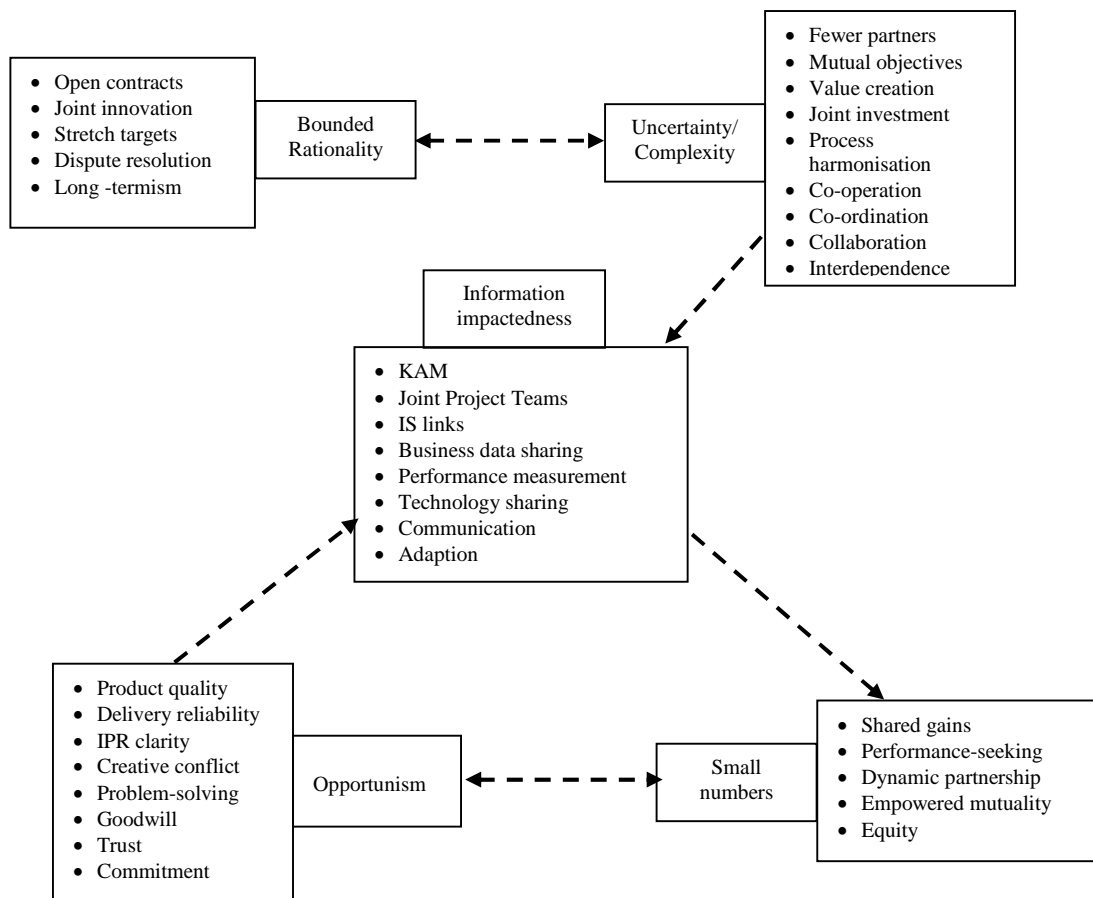 • Open contracts
• Joint innovation
• Stretch targets
• Dispute resolution
• Long -termism
Bounded
Rationality
Uncertainty/
Complexity
• Fewer partners
• Mutual objectives
• Value creation
• Joint investment
• Process
harmonisation
• Co-operation
• Co-ordination
• Collaboration
• Interdependence
Information
impactedness
• KAM
• Joint Project Teams
• IS links
• Business data sharing
• Performance measurement
• Technology sharing
• Communication
• Adaption
• Product quality
• Delivery reliability
• IPR clarity
• Creative conflict
• Problem-solving
• Goodwill
• Trust
• Commitment
Opportunism
Small
numbers
• Shared gains
• Performance-seeking
• Dynamic partnership
• Empowered mutuality
• Equity